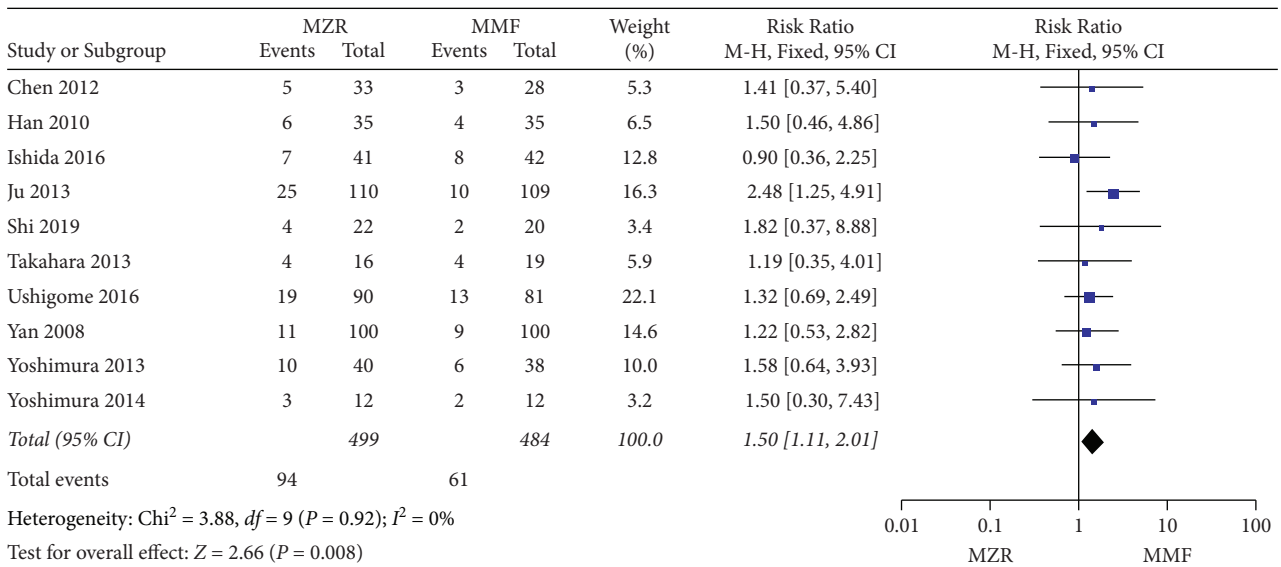 MZR MMF Weight Risk Ratio Risk Ratio
Study or Subgroup Events Total Events Total (%) M-H, Fixed, 95% CI M-H, Fixed, 95% CI
Chen 2012 5 33 3 28 5.3 1.41 [0.37, 5.40]
Han 2010 6 35 4 35 6.5 1.50 [0.46, 4.86]
Ishida 2016 7 41 8 42 12.8 0.90 [0.36, 2.25]
Ju 2013 25 110 10 109 16.3 2.48 [1.25, 4.91]
Shi 2019 4 22 2 20 3.4 1.82 [0.37, 8.88]
Takahara 2013 4 16 4 19 5.9 1.19 [0.35, 4.01]
Ushigome 2016 19 90 13 81 22.1 1.32 [0.69, 2.49]
Yan 2008 11 100 9 100 14.6 1.22 [0.53, 2.82]
Yoshimura 2013 10 40 6 38 10.0 1.58 [0.64, 3.93]
Yoshimura 2014 3 12 2 12 3.2 1.50 [0.30, 7.43]
Total (95% CI) 499 484 100.0 1.50 [1.11, 2.01]
Total events 94 61
Heterogeneity: Chi² = 3.88, df = 9 (P = 0.92); I² = 0%
Test for overall effect: Z = 2.66 (P = 0.008)
0.01 0.1 1 10 100
MZR MMF